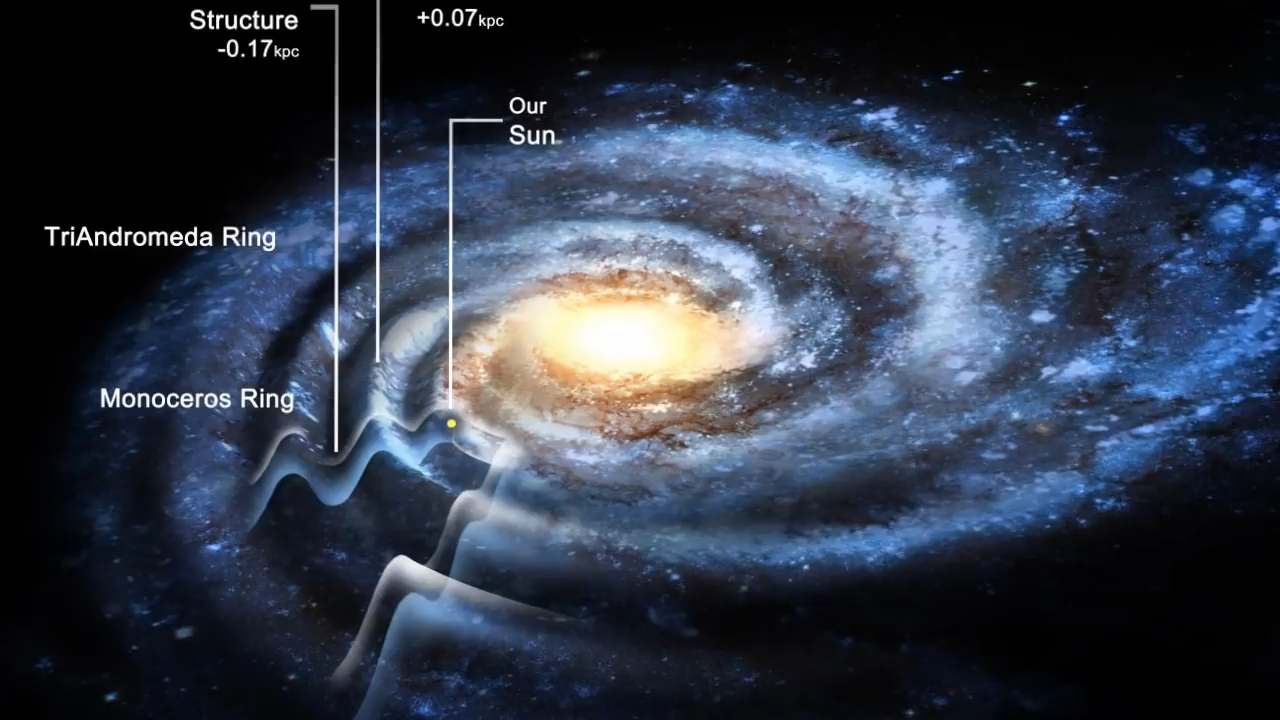 Structure
-0.17kpc
+0.07kpc
Our
Sun
TriAndromeda Ring
Monoceros Ring